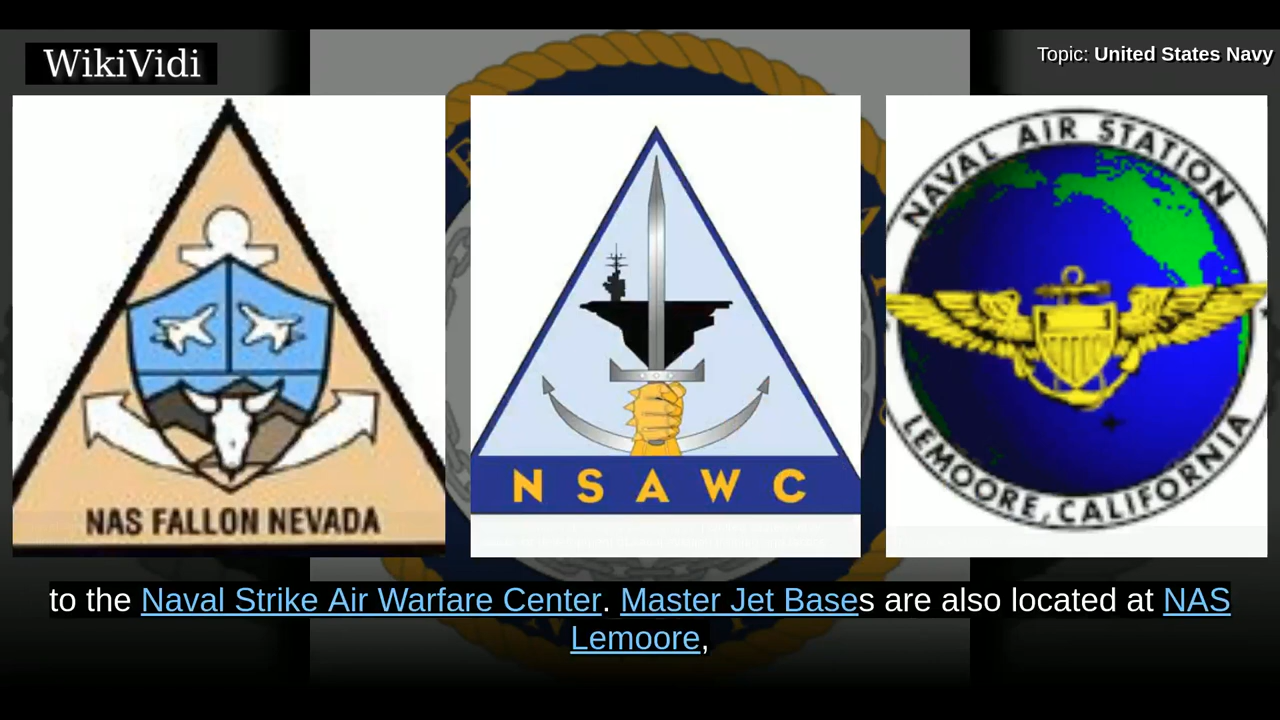 WikiVidi
Topic: United States Navy
NAS FALLON NEVADA
NSAWC
NAVAL AIR STATION
LEMOORE, CALIFORNIA
to the Naval Strike Air Warfare Center. Master Jet Bases are also located at NAS
Lemoore,